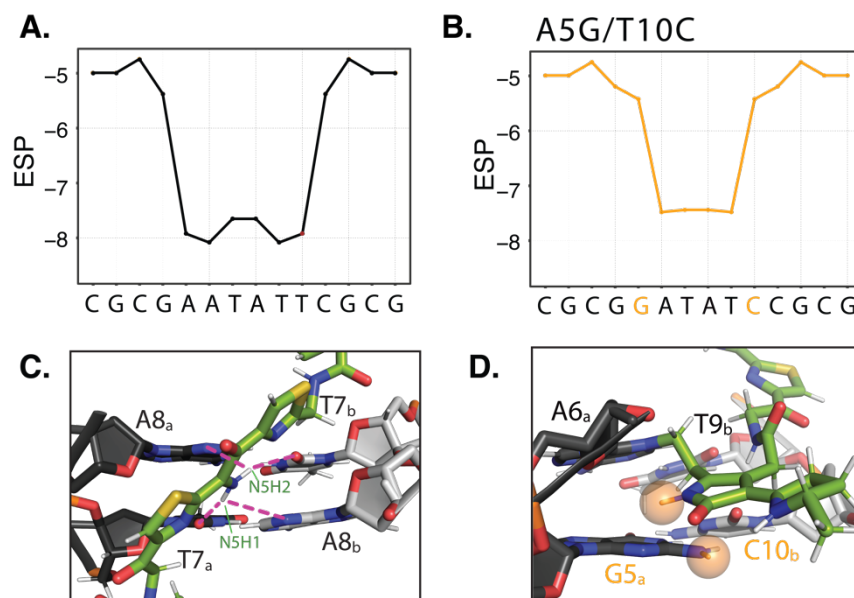 A.
ESP
−5
−6
−7
−8
C G C G A A T A T T C G C G
B.
A5G/T10C
ESP
−5
−6
−7
−8
C G C G G A T A T C C G C G
C.
A8a
T7b
N5H2
N5H1
T7a
A8b
D.
A6a
T9b
G5a
C10b